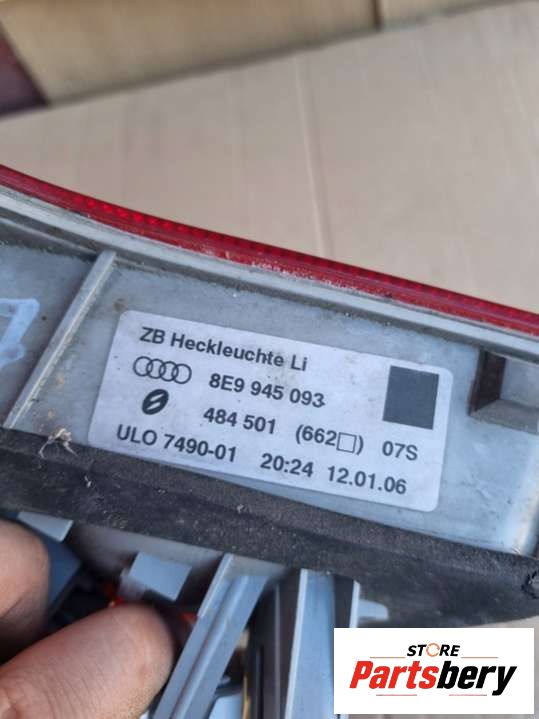 ZB Heckleuchte Li
8E9 945 093
484 501 (662□) 07S
ULO 7490-01 20:24 12.01.06
STORE
Partsbery